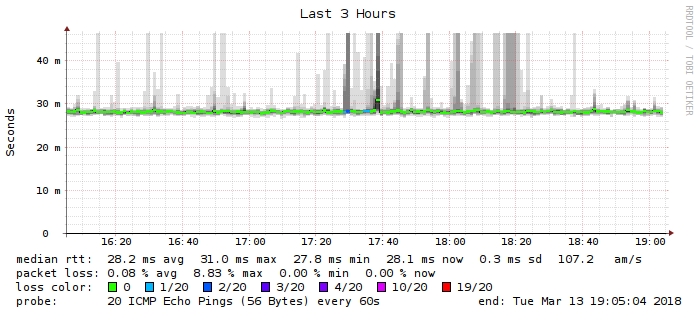 Last 3 Hours
RRDTOOL / TOBI OETIKER
Seconds
40 m
30 m
20 m
10 m
0
16:20 16:40 17:00 17:20 17:40 18:00 18:20 18:40 19:00
median rtt: 28.2 ms avg 31.0 ms max 27.8 ms min 28.1 ms now 0.3 ms sd 107.2 am/s
packet loss: 0.08 % avg 8.83 % max 0.00 % min 0.00 % now
loss color: 0 1/20 2/20 3/20 4/20 10/20 19/20
probe: 20 ICMP Echo Pings (56 Bytes) every 60s end: Tue Mar 13 19:05:04 2018